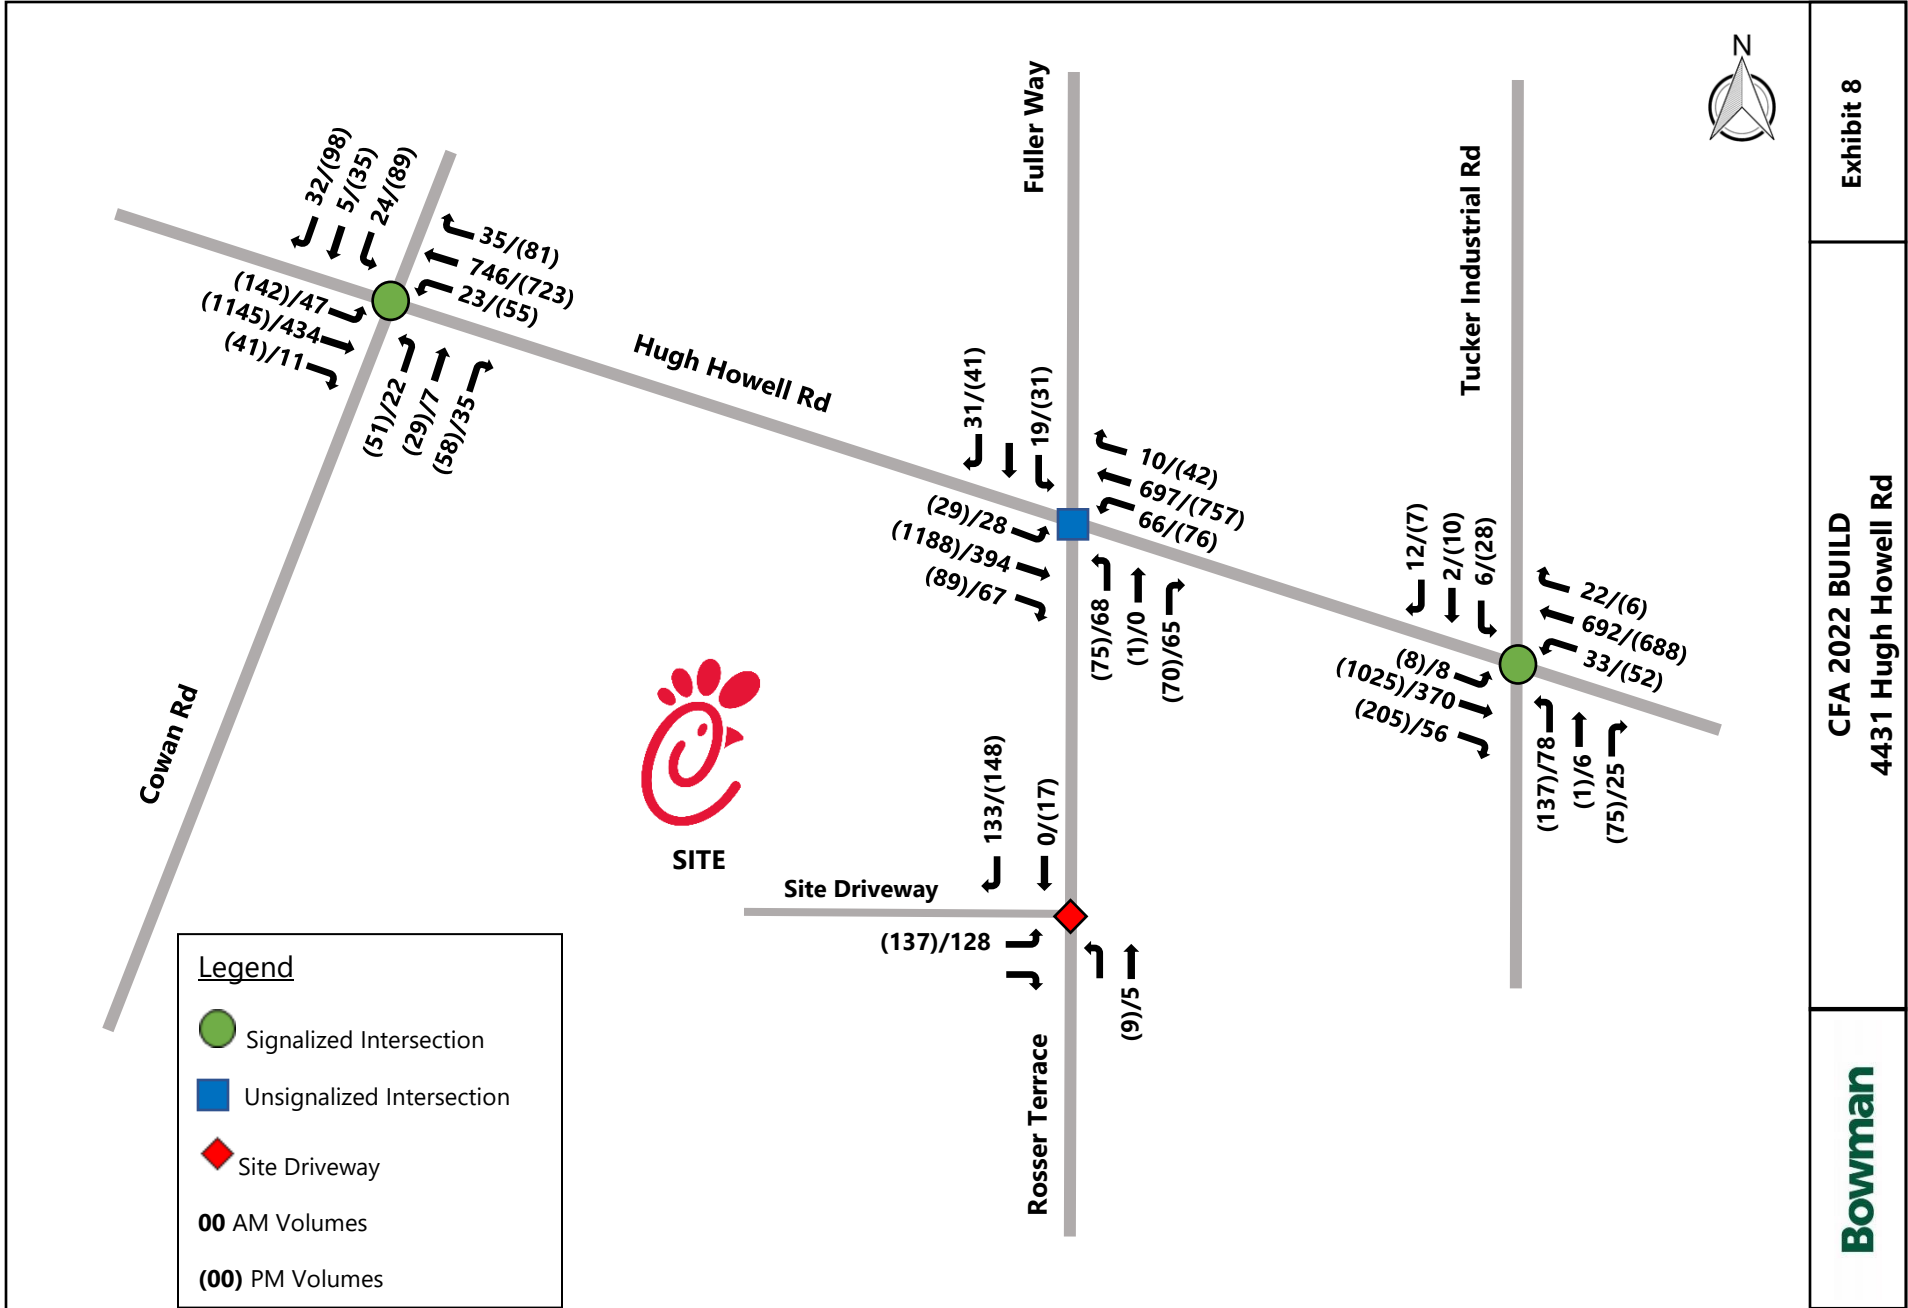 N
Exhibit 8
CFA 2022 BUILD
4431 Hugh Howell Rd
Bowman
Fuller Way
Tucker Industrial Rd
Hugh Howell Rd
Cowan Rd
32/(98)
5/(35)
24/(89)
35/(81)
746/(723)
23/(55)
(142)/47
(1145)/434
(41)/11
(51)/22
(29)/7
(58)/35
31/(41)
19/(31)
10/(42)
697/(757)
66/(76)
(29)/28
(1188)/394
(89)/67
(75)/68
(1)/0
(70)/65
12/(7)
2/(10)
6/(28)
22/(6)
692/(688)
33/(52)
(8)/8
(1025)/370
(205)/56
(137)/78
(1)/6
(75)/25
SITE
133/(148)
0/(17)
Site Driveway
(137)/128
(9)/5
Rosser Terrace
Legend
Signalized Intersection
Unsignalized Intersection
Site Driveway
00 AM Volumes
(00) PM Volumes